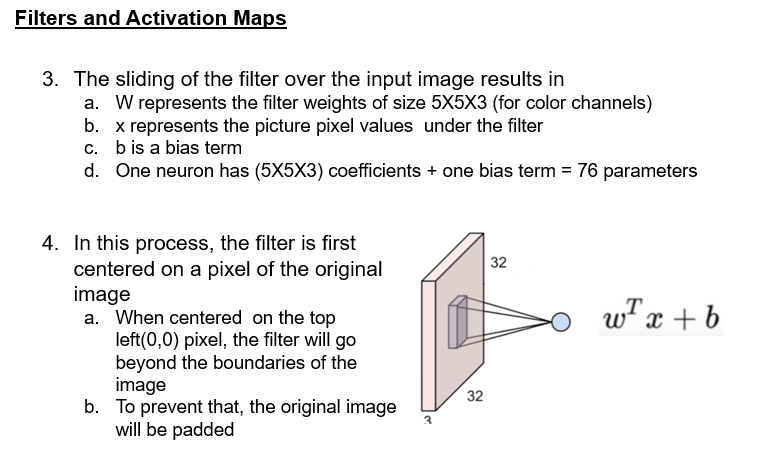 Filters and Activation Maps
3. The sliding of the filter over the input image results in
a. W represents the filter weights of size 5X5X3 (for color channels)
b. x represents the picture pixel values  under the filter
c. b is a bias term
d. One neuron has (5X5X3) coefficients + one bias term = 76 parameters
4. In this process, the filter is first
centered on a pixel of the original
image
a. When centered  on the top
left(0,0) pixel, the filter will go
beyond the boundaries of the
image
b. To prevent that, the original image
will be padded
32
32
3
wᵀx + b